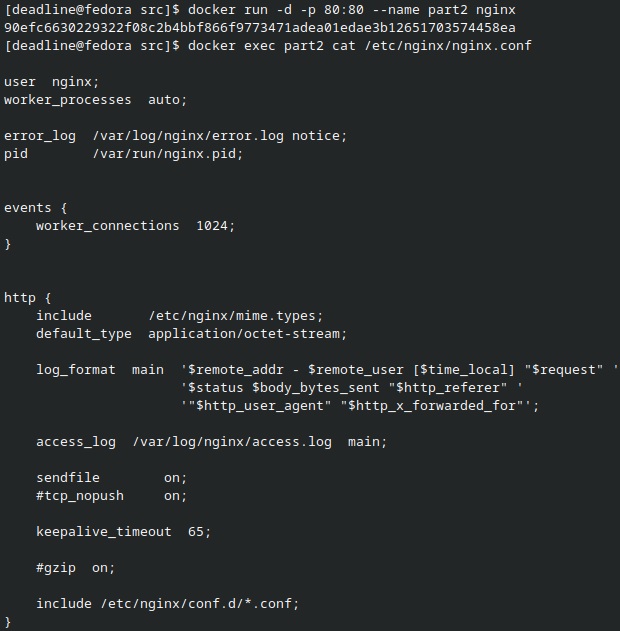 [deadline@fedora src]$ docker run -d -p 80:80 --name part2 nginx
90efc6630229322f08c2b4bbf866f9773471adea01edae3b12651703574458ea
[deadline@fedora src]$ docker exec part2 cat /etc/nginx/nginx.conf

user  nginx;
worker_processes  auto;

error_log  /var/log/nginx/error.log notice;
pid        /var/run/nginx.pid;


events {
    worker_connections  1024;
}


http {
    include       /etc/nginx/mime.types;
    default_type  application/octet-stream;

    log_format  main  '$remote_addr - $remote_user [$time_local] "$request" '
                      '$status $body_bytes_sent "$http_referer" '
                      '"$http_user_agent" "$http_x_forwarded_for"';

    access_log  /var/log/nginx/access.log  main;

    sendfile        on;
    #tcp_nopush     on;

    keepalive_timeout  65;

    #gzip  on;

    include /etc/nginx/conf.d/*.conf;
}